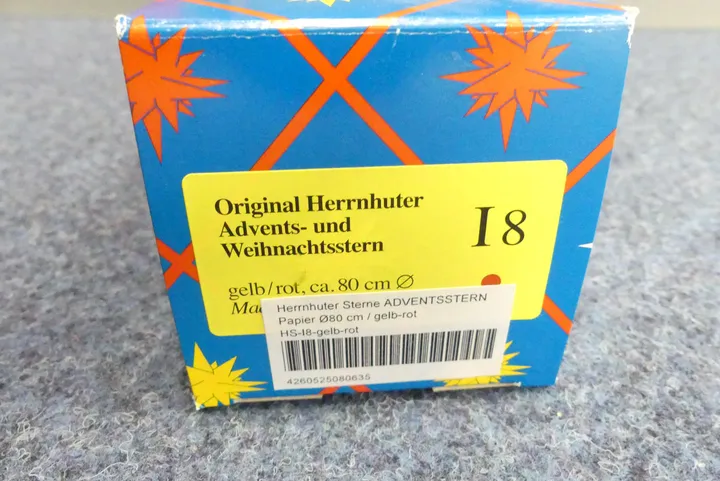 Original Herrnhuter
Advents- und
Weihnachtsstern
I 8
gelb/rot, ca. 80 cm Ø
Herrnhuter Sterne ADVENTSSTERN
Papier Ø80 cm / gelb-rot
HS-I8-gelb-rot
4260525080635